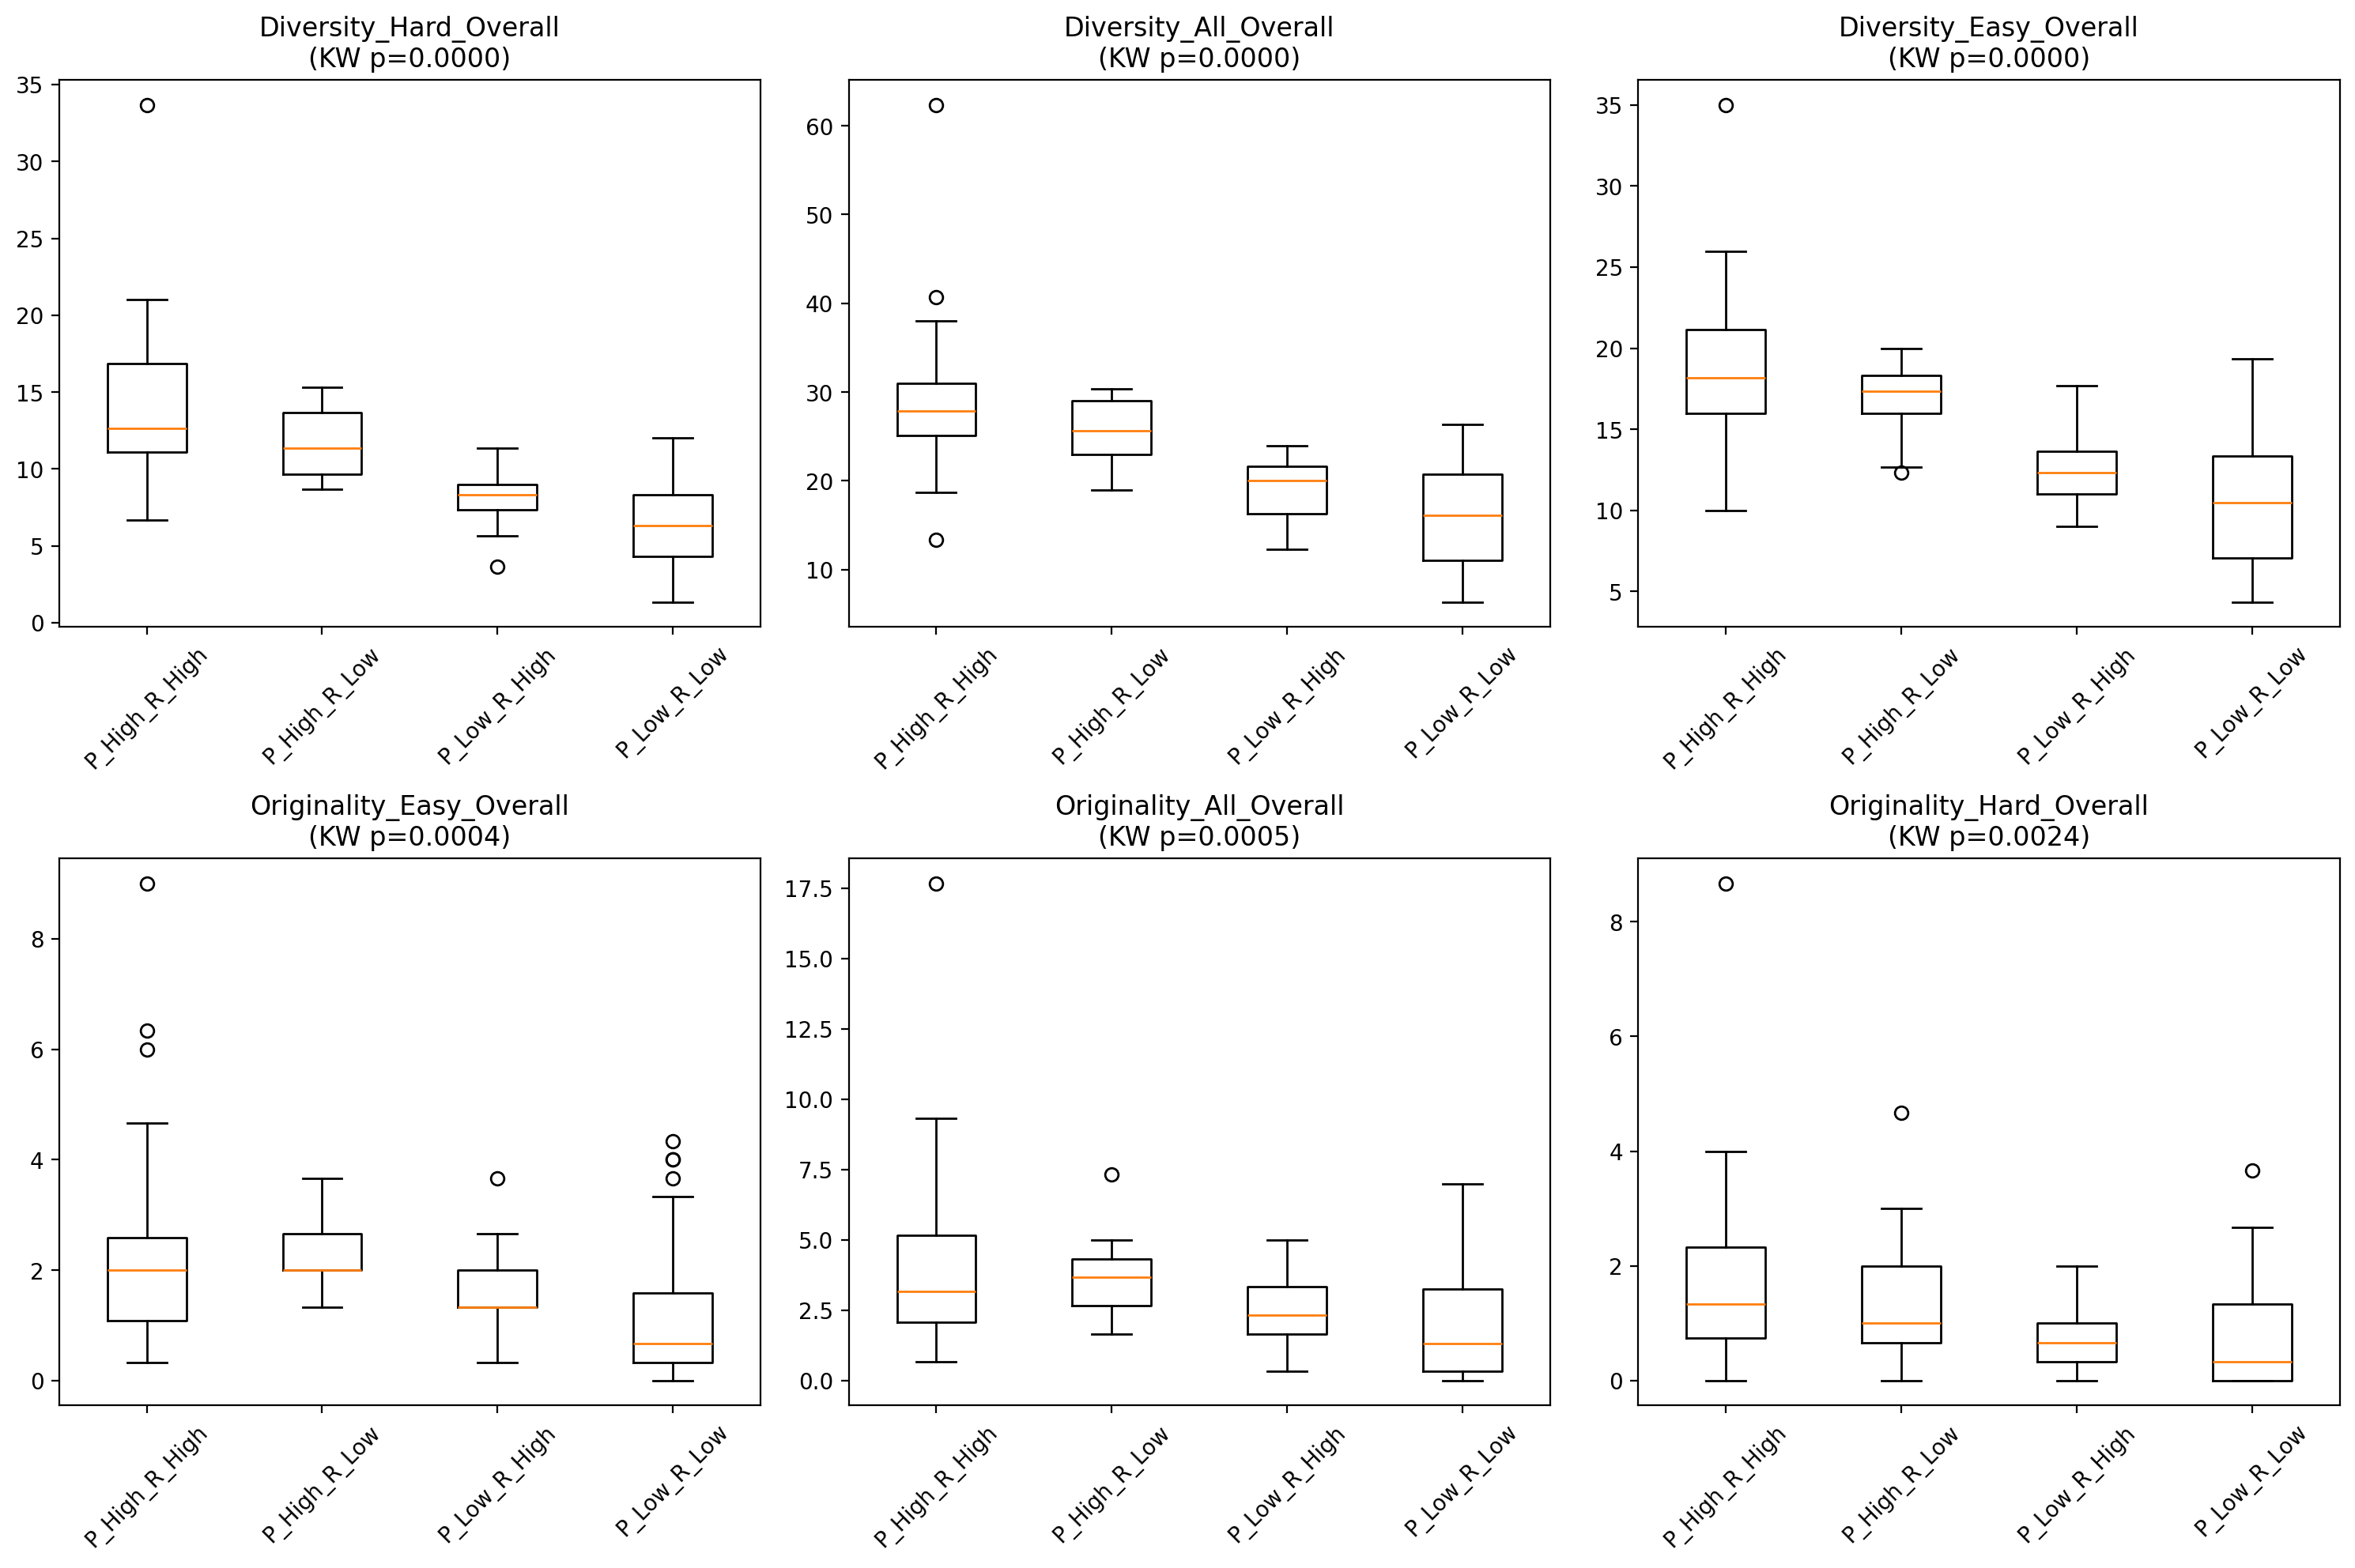 Diversity_Hard_Overall
(KW p=0.0000)
35
30
25
20
15
10
5
0
P_High_R_High
P_High_R_Low
P_Low_R_High
P_Low_R_Low
Diversity_All_Overall
(KW p=0.0000)
60
50
40
30
20
10
P_High_R_High
P_High_R_Low
P_Low_R_High
P_Low_R_Low
Diversity_Easy_Overall
(KW p=0.0000)
35
30
25
20
15
10
5
P_High_R_High
P_High_R_Low
P_Low_R_High
P_Low_R_Low
Originality_Easy_Overall
(KW p=0.0004)
8
6
4
2
0
P_High_R_High
P_High_R_Low
P_Low_R_High
P_Low_R_Low
Originality_All_Overall
(KW p=0.0005)
17.5
15.0
12.5
10.0
7.5
5.0
2.5
0.0
P_High_R_High
P_High_R_Low
P_Low_R_High
P_Low_R_Low
Originality_Hard_Overall
(KW p=0.0024)
8
6
4
2
0
P_High_R_High
P_High_R_Low
P_Low_R_High
P_Low_R_Low